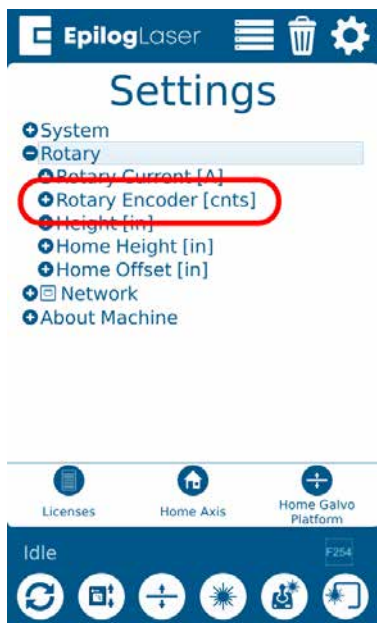 EpilogLaser
Settings
System
Rotary
Rotary Current [A]
Rotary Encoder [cnts]
Height [in]
Home Height [in]
Home Offset [in]
Network
About Machine
Licenses
Home Axis
Home Galvo
Platform
Idle
F254